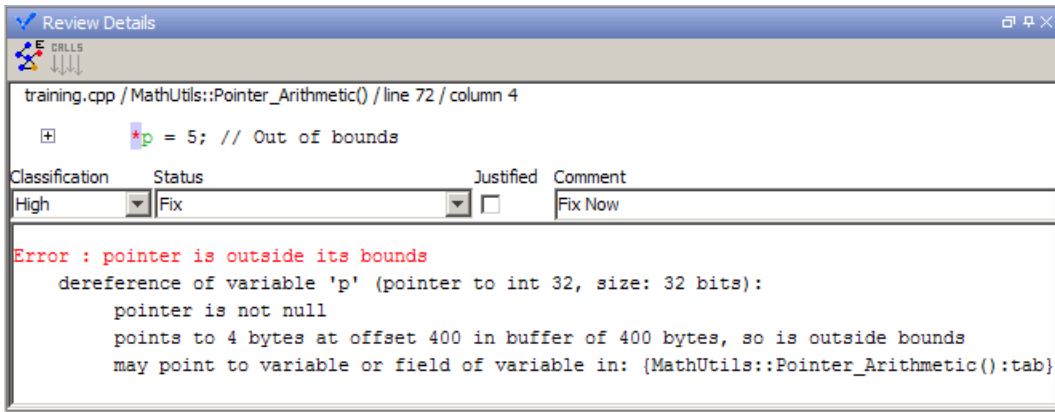 Review Details
E CALLS
training.cpp / MathUtils::Pointer_Arithmetic() / line 72 / column 4
*p = 5; // Out of bounds
Classification Status Justified Comment
High Fix Fix Now
Error : pointer is outside its bounds
dereference of variable 'p' (pointer to int 32, size: 32 bits):
pointer is not null
points to 4 bytes at offset 400 in buffer of 400 bytes, so is outside bounds
may point to variable or field of variable in: {MathUtils::Pointer_Arithmetic():tab}